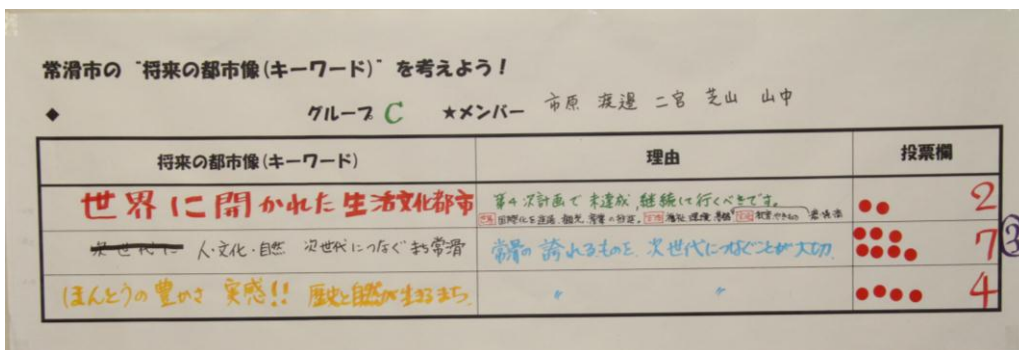 常滑市の"将来の都市像(キーワード)"を考えよう!
◆ グループ C ★メンバー 市原 渡邉 二宮 芝山 山中
将来の都市像(キーワード) 理由 投票欄
世界に開かれた生活文化都市 第4次計画で未達成,継続して行くべきです。 2
国際化を促進
人・文化・自然 次世代につなぐまち常滑 常滑の誇れるものを、次世代につなぐことが大切. 7 ③
ほんとうの豊かさ 実感!! 歴史と自然が生きるまち. 〃 〃 4